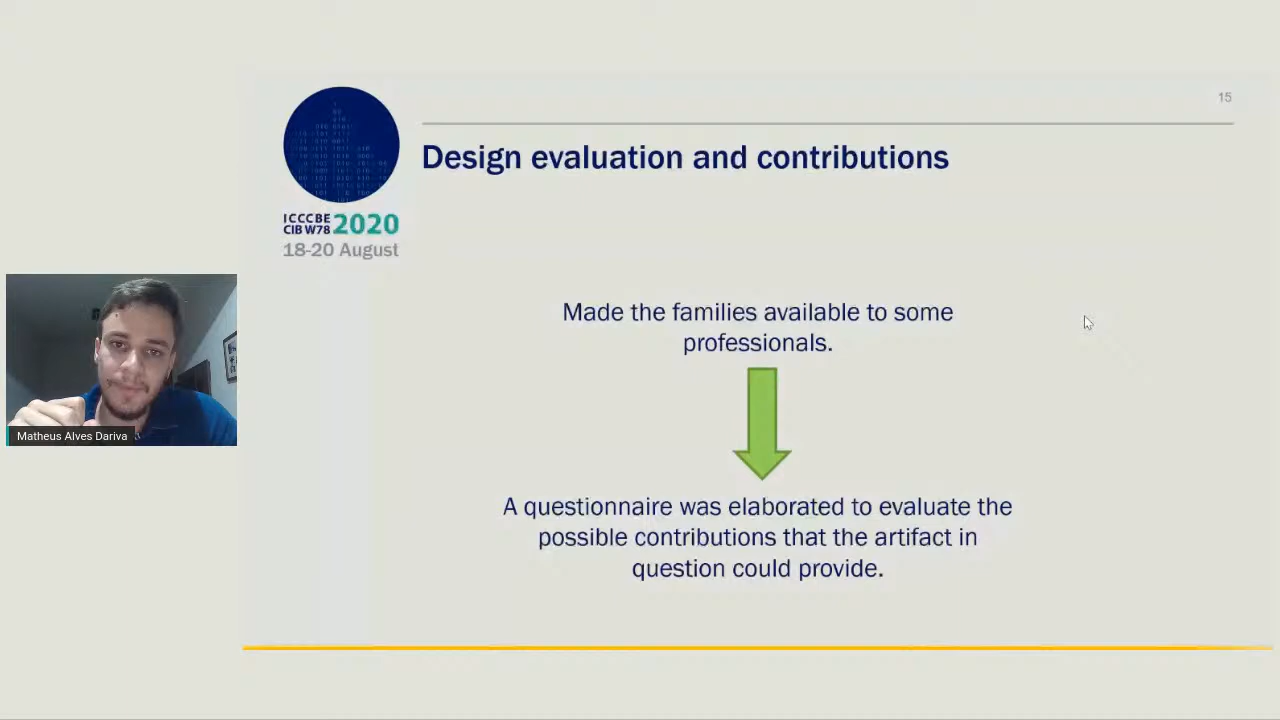 15
Design evaluation and contributions
ICCCBE
CIB W78 2020
18-20 August
Made the families available to some
professionals.
Matheus Alves Dariva
A questionnaire was elaborated to evaluate the
possible contributions that the artifact in
question could provide.